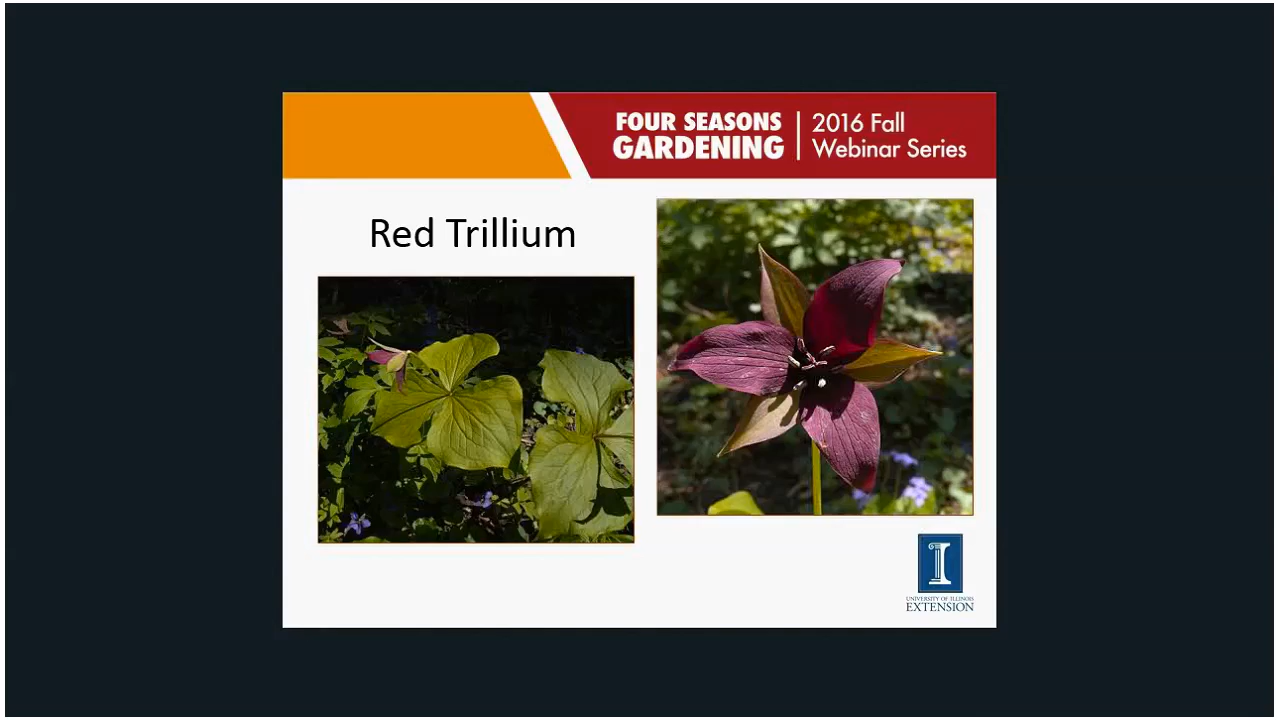 FOUR SEASONS
GARDENING
2016 Fall
Webinar Series
Red Trillium
UNIVERSITY OF ILLINOIS
EXTENSION